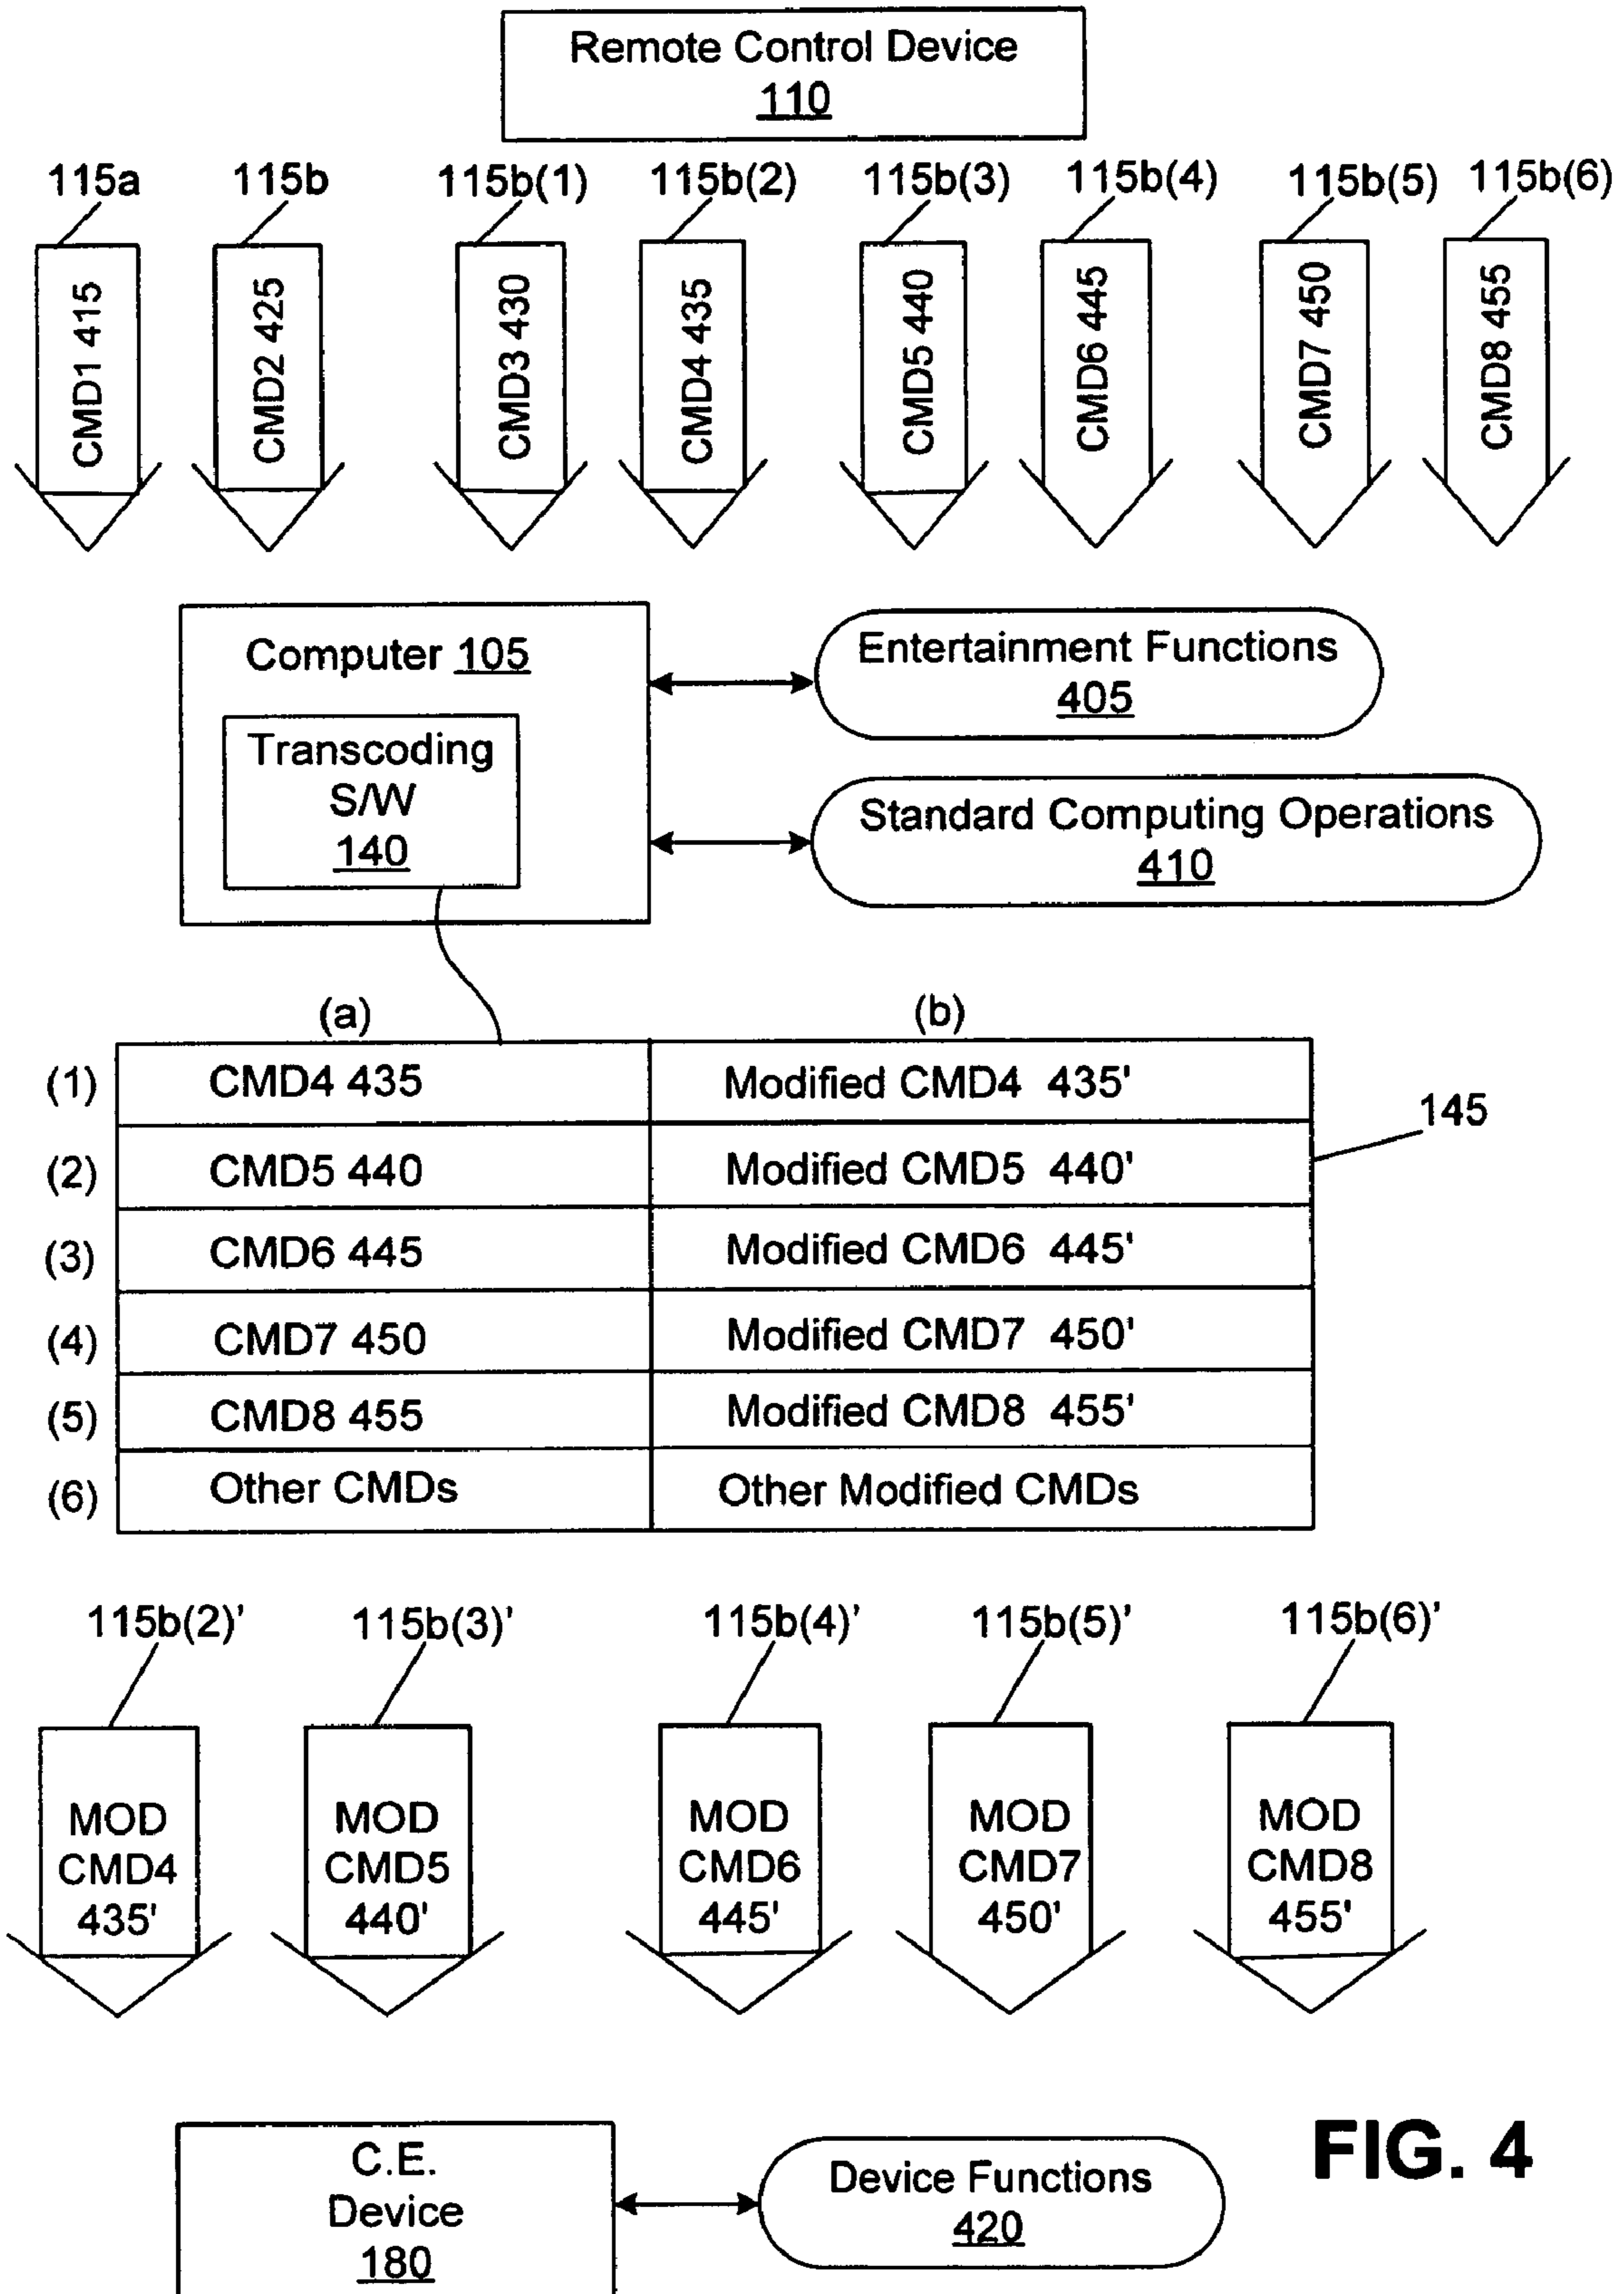 Remote Control Device
110
115a 115b 115b(1) 115b(2) 115b(3) 115b(4) 115b(5) 115b(6)
CMD1 415
CMD2 425
CMD3 430
CMD4 435
CMD5 440
CMD6 445
CMD7 450
CMD8 455
Computer 105
Transcoding
S/W
140
Entertainment Functions
405
Standard Computing Operations
410
(a) (b)
(1) CMD4 435 Modified CMD4 435'
145
(2) CMD5 440 Modified CMD5 440'
(3) CMD6 445 Modified CMD6 445'
(4) CMD7 450 Modified CMD7 450'
(5) CMD8 455 Modified CMD8 455'
(6) Other CMDs Other Modified CMDs
115b(2)' 115b(3)' 115b(4)' 115b(5)' 115b(6)'
MOD
CMD4
435'
MOD
CMD5
440'
MOD
CMD6
445'
MOD
CMD7
450'
MOD
CMD8
455'
C.E.
Device
180
Device Functions
420
FIG. 4